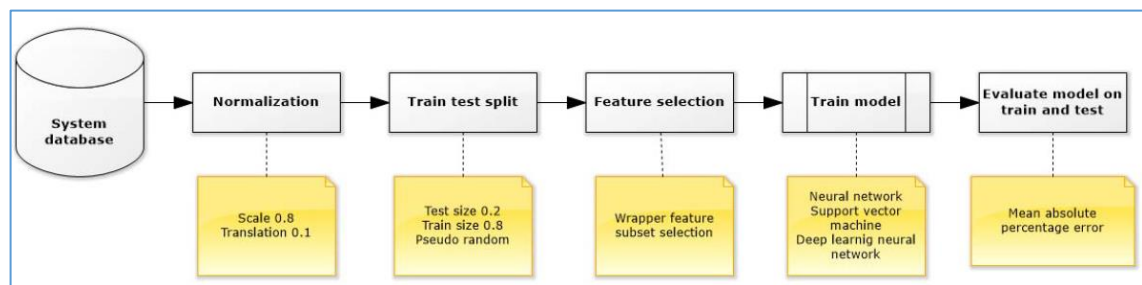 System
database
Normalization
Train test split
Feature selection
Train model
Evaluate model on
train and test
Scale 0.8
Translation 0.1
Test size 0.2
Train size 0.8
Pseudo random
Wrapper feature
subset selection
Neural network
Support vector
machine
Deep learnig neural
network
Mean absolute
percentage error